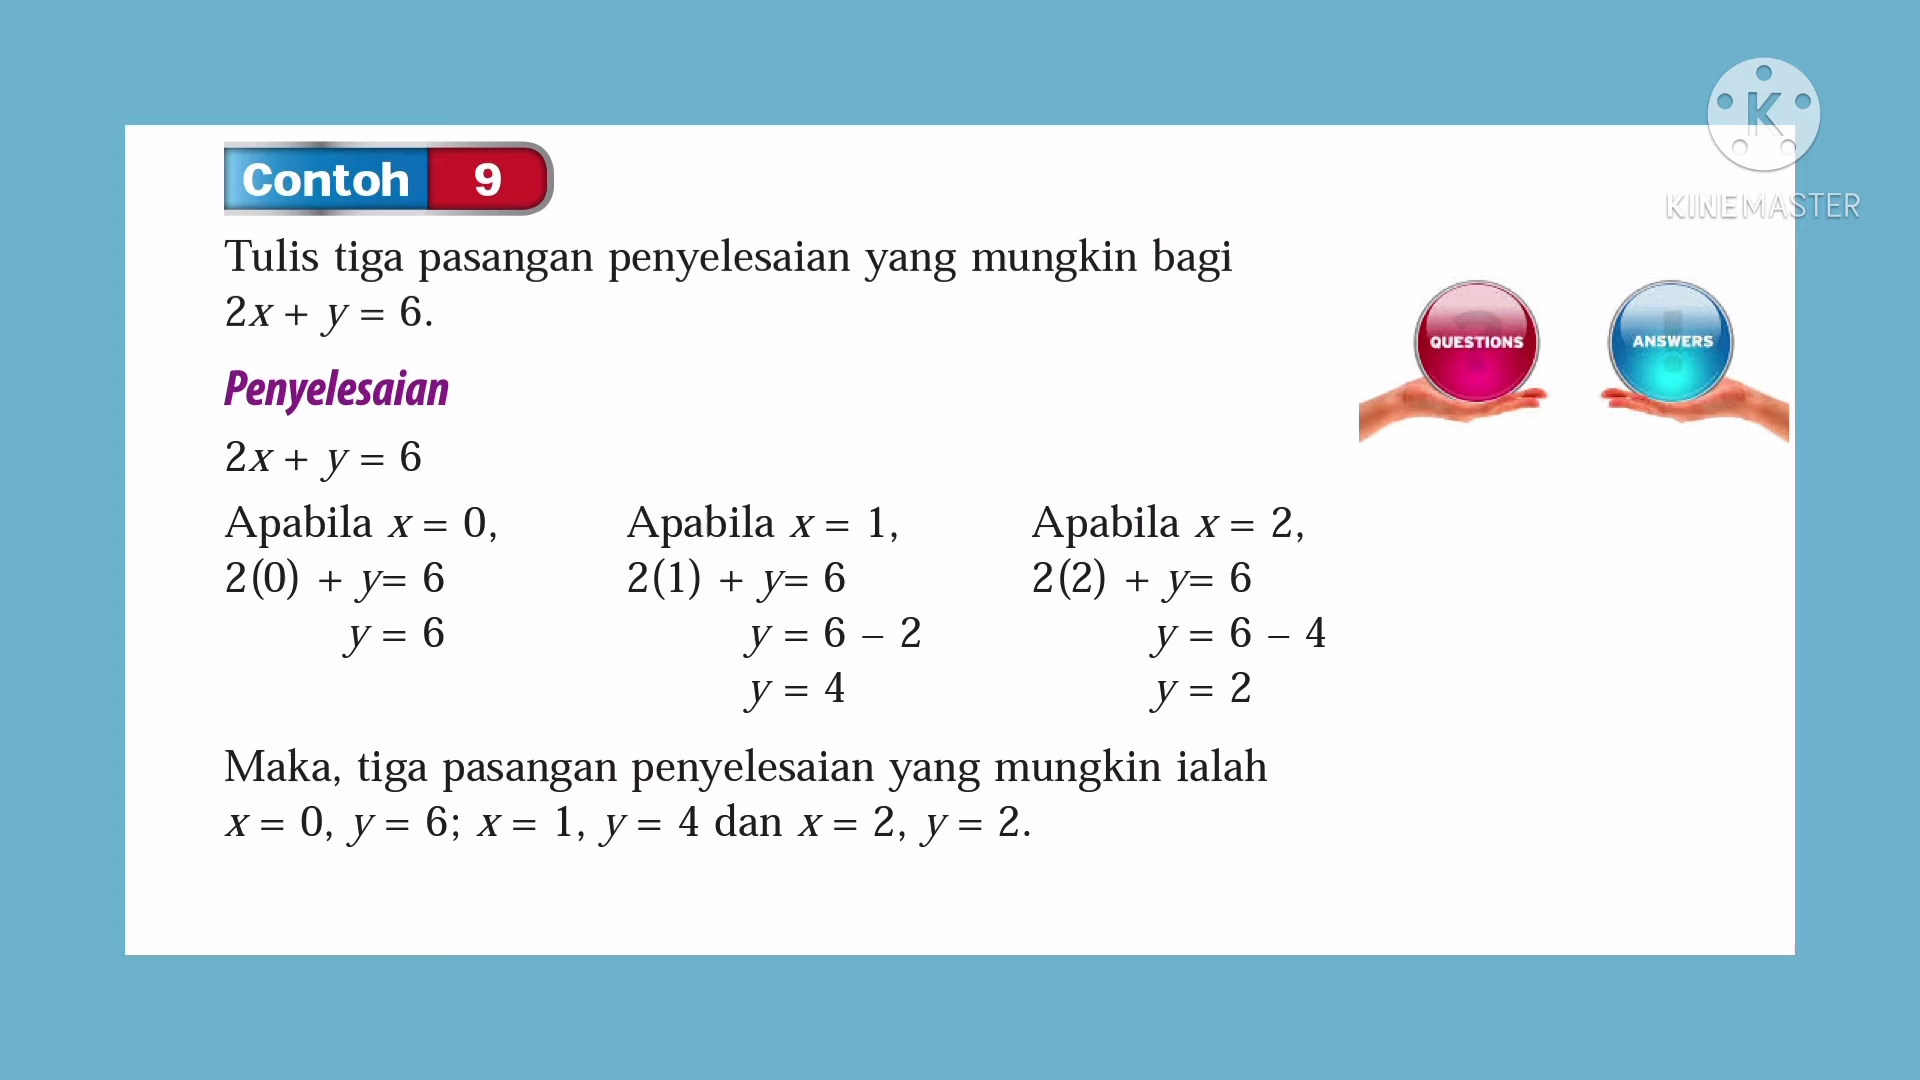 Contoh 9
KINEMASTER
Tulis tiga pasangan penyelesaian yang mungkin bagi
2x + y = 6.
QUESTIONS
ANSWERS
Penyelesaian
2x + y = 6
Apabila x = 0, Apabila x = 1, Apabila x = 2,
2(0) + y= 6 2(1) + y= 6 2(2) + y= 6
y = 6 y = 6 – 2 y = 6 – 4
y = 4 y = 2
Maka, tiga pasangan penyelesaian yang mungkin ialah
x = 0, y = 6; x = 1, y = 4 dan x = 2, y = 2.